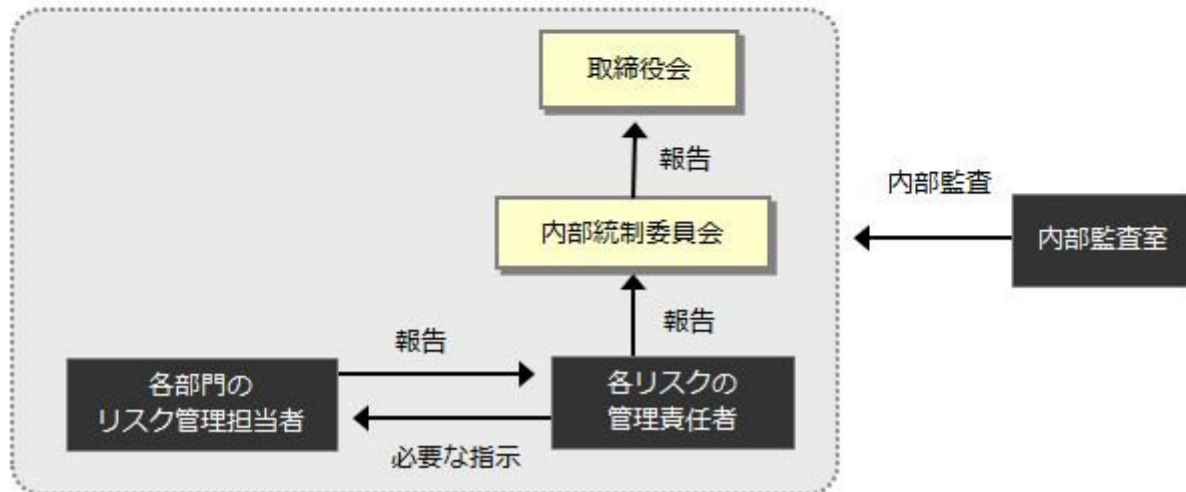 取締役会
報告
内部監査
内部統制委員会
内部監査室
報告
報告
各部門の
リスク管理担当者
各リスクの
管理責任者
必要な指示